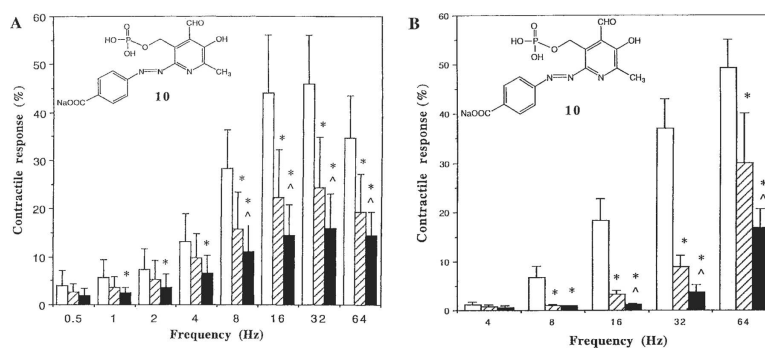 A
60
50
40
30
20
10
0
Contractile response (%)
CHO
O
HO-P-O
OH
OH
N
CH3
N=N
NaOOC
10
* * * * ^ * * ^ * * ^ * * ^
0.5 1 2 4 8 16 32 64
Frequency (Hz)
B
60
50
40
30
20
10
0
Contractile response (%)
CHO
O
HO-P-O
OH
OH
N
CH3
N=N
NaOOC
10
* * * * ^ * * ^ * * ^
4 8 16 32 64
Frequency (Hz)